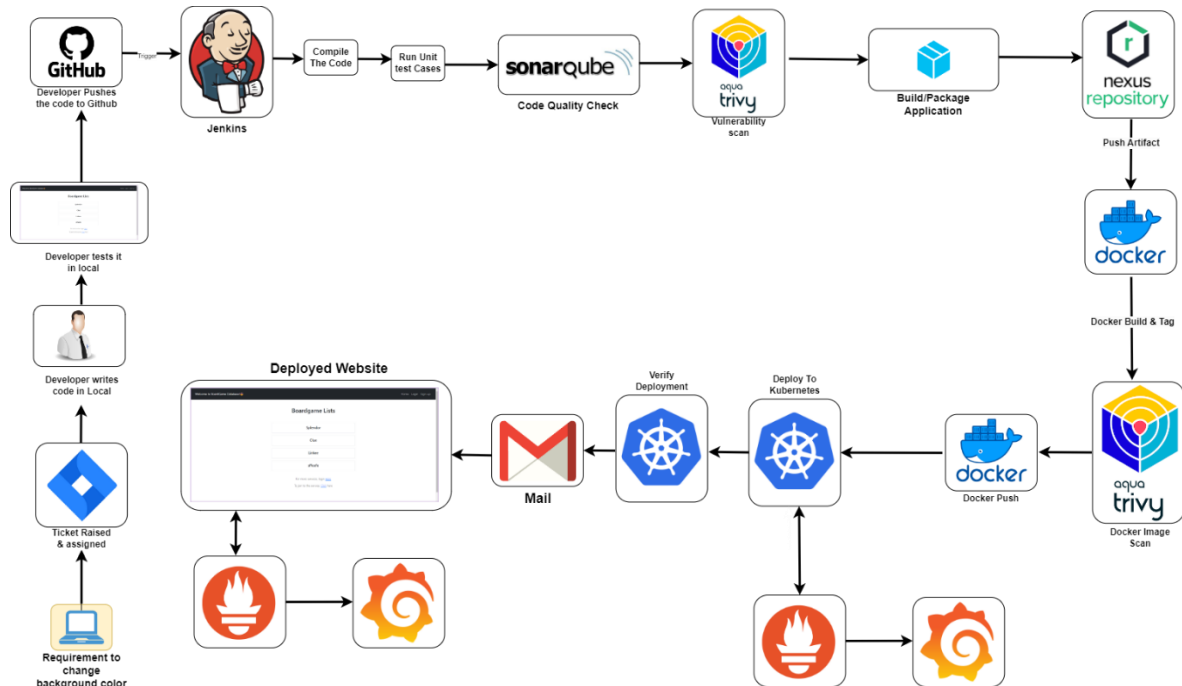 GitHub
Developer Pushes
the code to Github
Trigger
Jenkins
Compile
The Code
Run Unit
test Cases
sonarqube
Code Quality Check
aqua
trivy
Vulnerability
scan
Build/Package
Application
nexus
repository
Push Artifact
docker
Docker Build & Tag
aqua
trivy
Docker Image
Scan
docker
Docker Push
Deploy To
Kubernetes
Verify
Deployment
Mail
Deployed Website
Boardgame Lists
Splendor
Clue
Linkee
Developer tests it
in local
Developer writes
code in Local
Ticket Raised
& assigned
Requirement to
change
background color